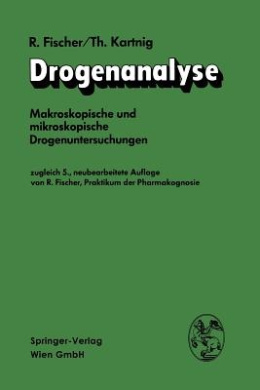 R. Fischer/Th. Kartnig
Drogenanalyse
Makroskopische und
mikroskopische
Drogenuntersuchungen
zugleich 5., neubearbeitete Auflage
von R. Fischer, Praktikum der Pharmakognosie
Springer-Verlag
Wien GmbH